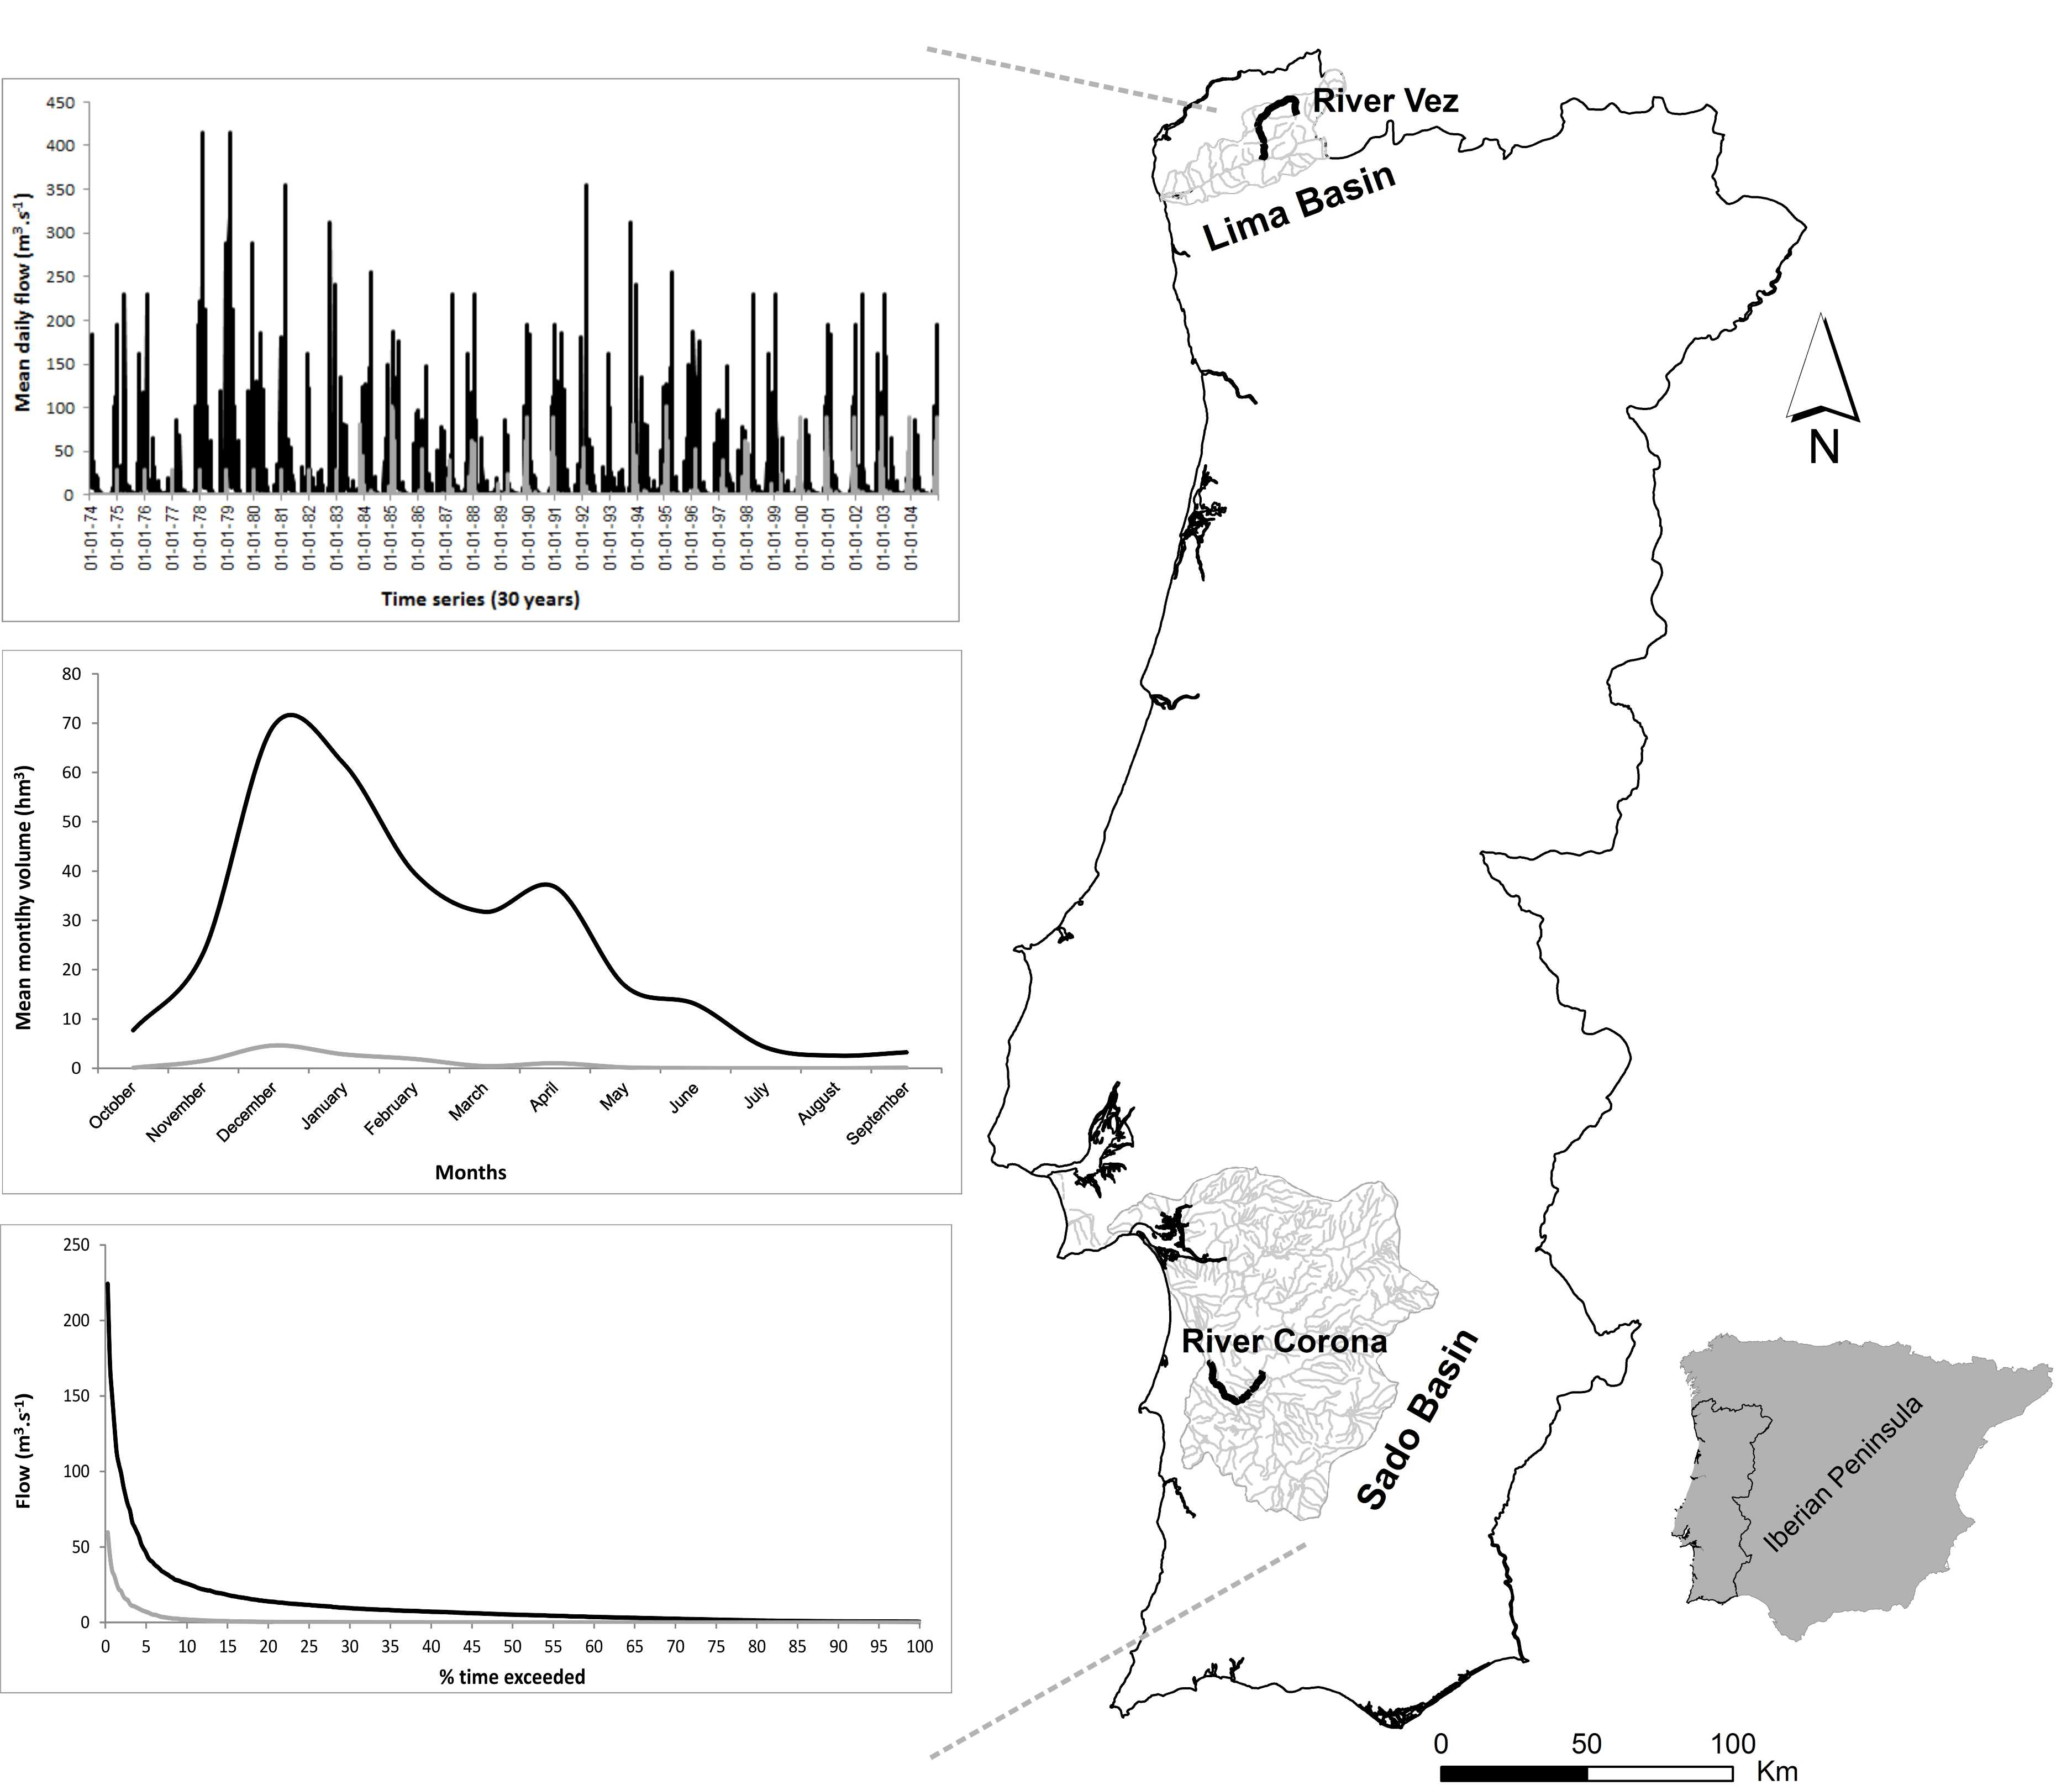 450
400
350
300
250
200
150
100
50
0
Mean daily flow (m³.s⁻¹)
01-01-74
01-01-75
01-01-76
01-01-77
01-01-78
01-01-79
01-01-80
01-01-81
01-01-82
01-01-83
01-01-84
01-01-85
01-01-86
01-01-87
01-01-88
01-01-89
01-01-90
01-01-91
01-01-92
01-01-93
01-01-94
01-01-95
01-01-96
01-01-97
01-01-98
01-01-99
01-01-00
01-01-01
01-01-02
01-01-03
01-01-04
Time series (30 years)
80
70
60
50
40
30
20
10
0
Mean montlhy volume (hm³)
October
November
December
January
February
March
April
May
June
July
August
September
Months
250
200
150
100
50
0
Flow (m³.s⁻¹)
0 5 10 15 20 25 30 35 40 45 50 55 60 65 70 75 80 85 90 95 100
% time exceeded
River Vez
Lima Basin
N
River Corona
Sado Basin
Iberian Peninsula
0 50 100
Km